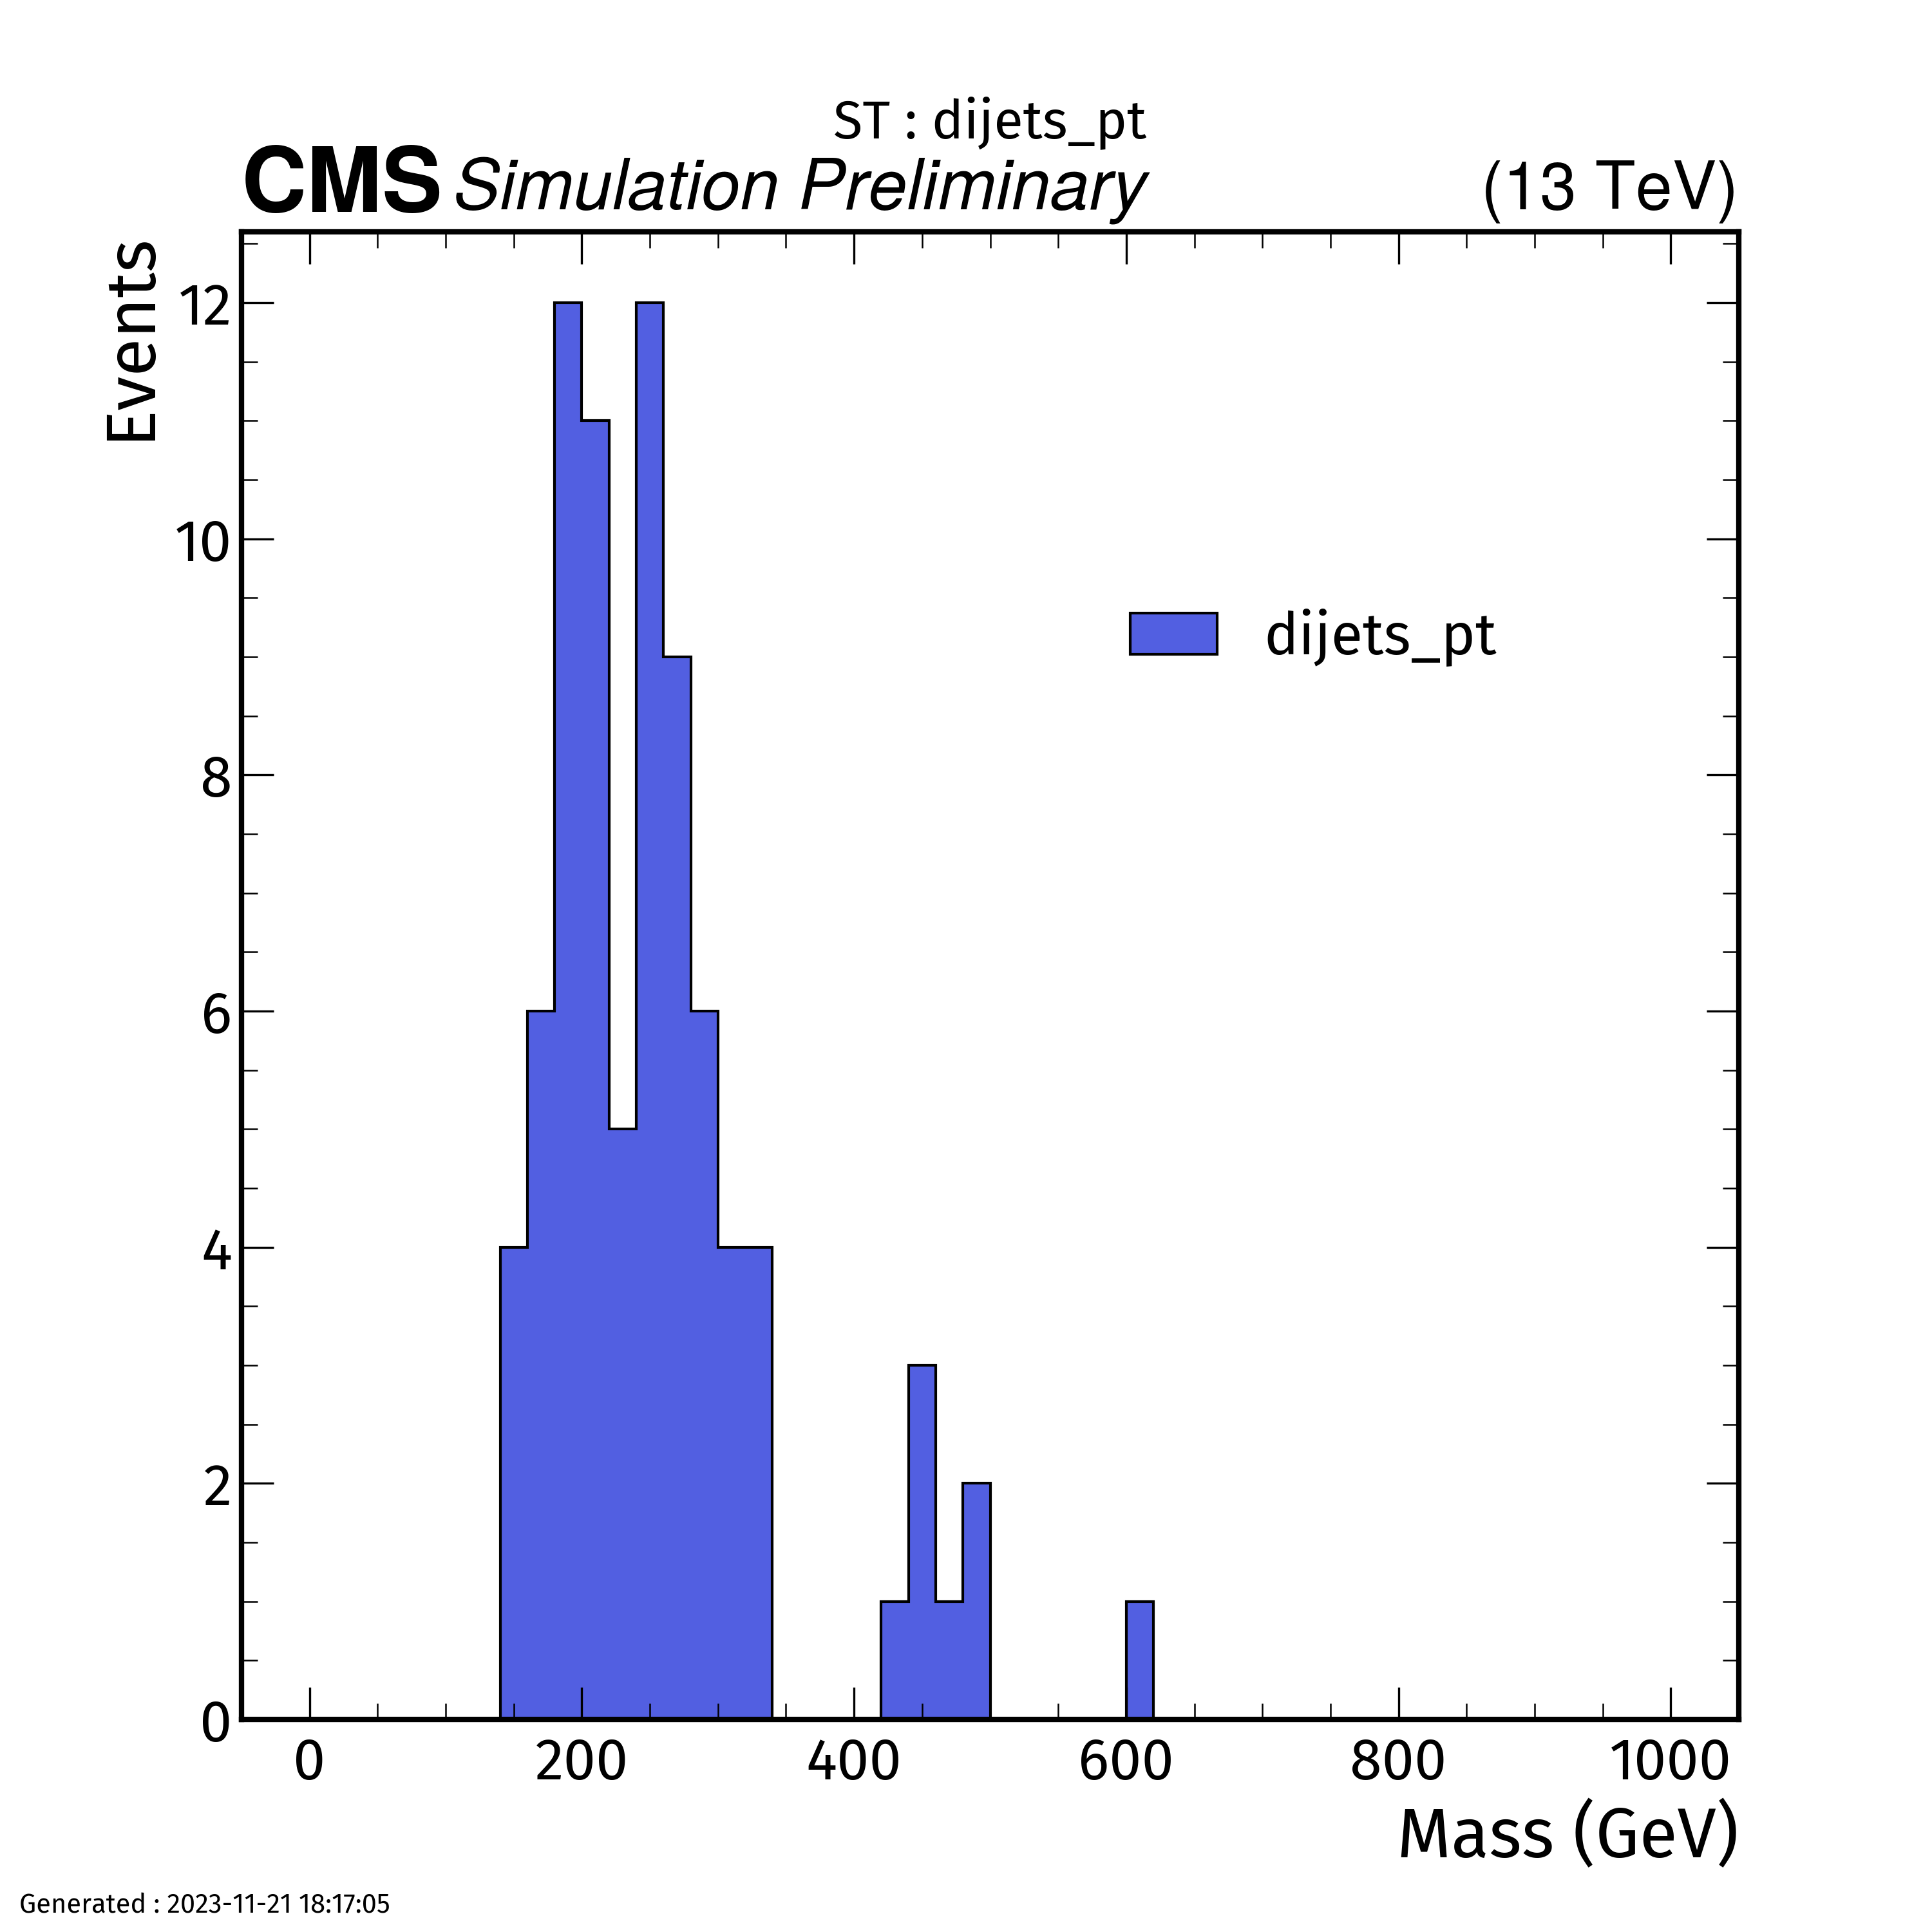 ST : dijets_pt
CMS Simulation Preliminary (13 TeV)
Events
12
10
8
6
4
2
0
dijets_pt
0 200 400 600 800 1000
Mass (GeV)
Generated : 2023-11-21 18:17:05